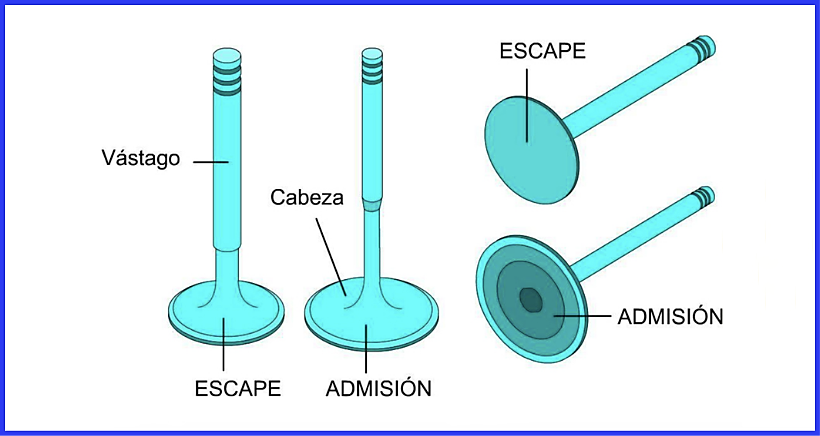 ESCAPE
Vástago
Cabeza
ADMISIÓN
ESCAPE
ADMISIÓN